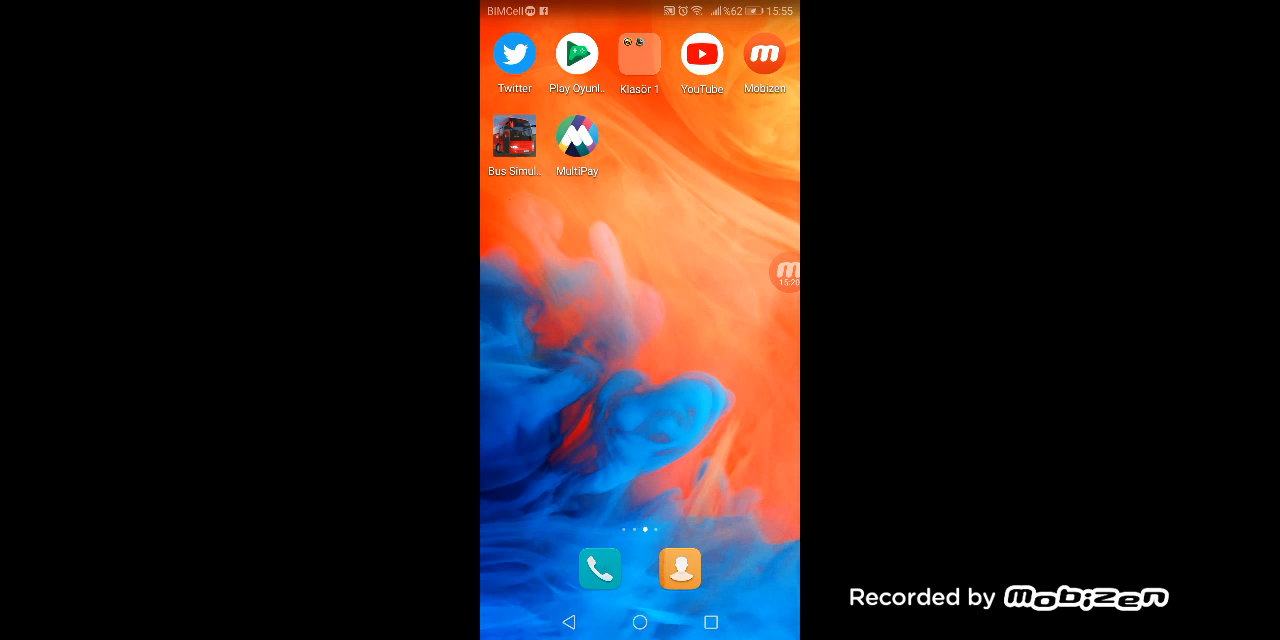 BIMCell
%62 15:55
Twitter
Play Oyunl..
Klasör 1
YouTube
Mobizen
Bus Simul..
MultiPay
15:20
Recorded by mobizen